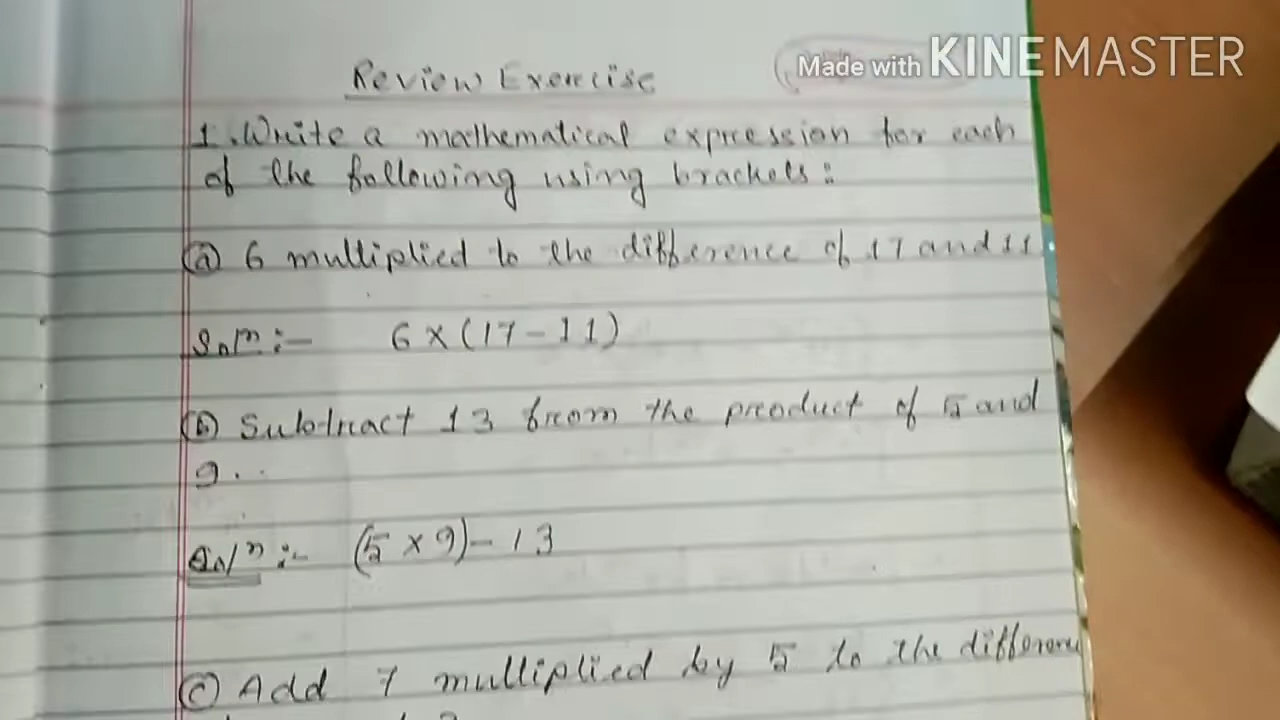 Made with KINEMASTER
Review Exercise
1. Write a mathematical expression for each
of the following using brackets:
(a) 6 multiplied to the difference of 17 and 11.
Soln:- 6×(17-11)
(b) Subtract 13 from the product of 5 and
9.
Soln:- (5×9)-13
(c) Add 7 multiplied by 5 to the difference